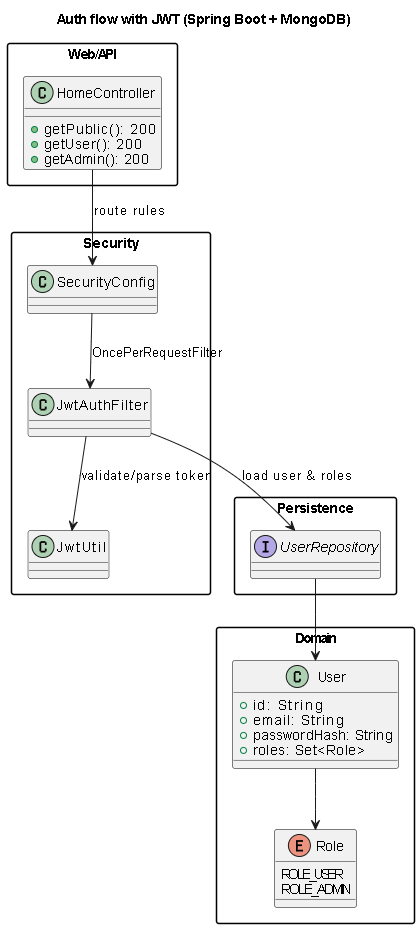 Auth flow with JWT (Spring Boot + MongoDB)
Web/API
C HomeController
getPublic(): 200
getUser(): 200
getAdmin(): 200
route rules
Security
C SecurityConfig
OncePerRequestFilter
C JwtAuthFilter
validate/parse token
load user & roles
C JwtUtil
Persistence
I UserRepository
Domain
C User
id: String
email: String
passwordHash: String
roles: Set<Role>
E Role
ROLE_USER
ROLE_ADMIN